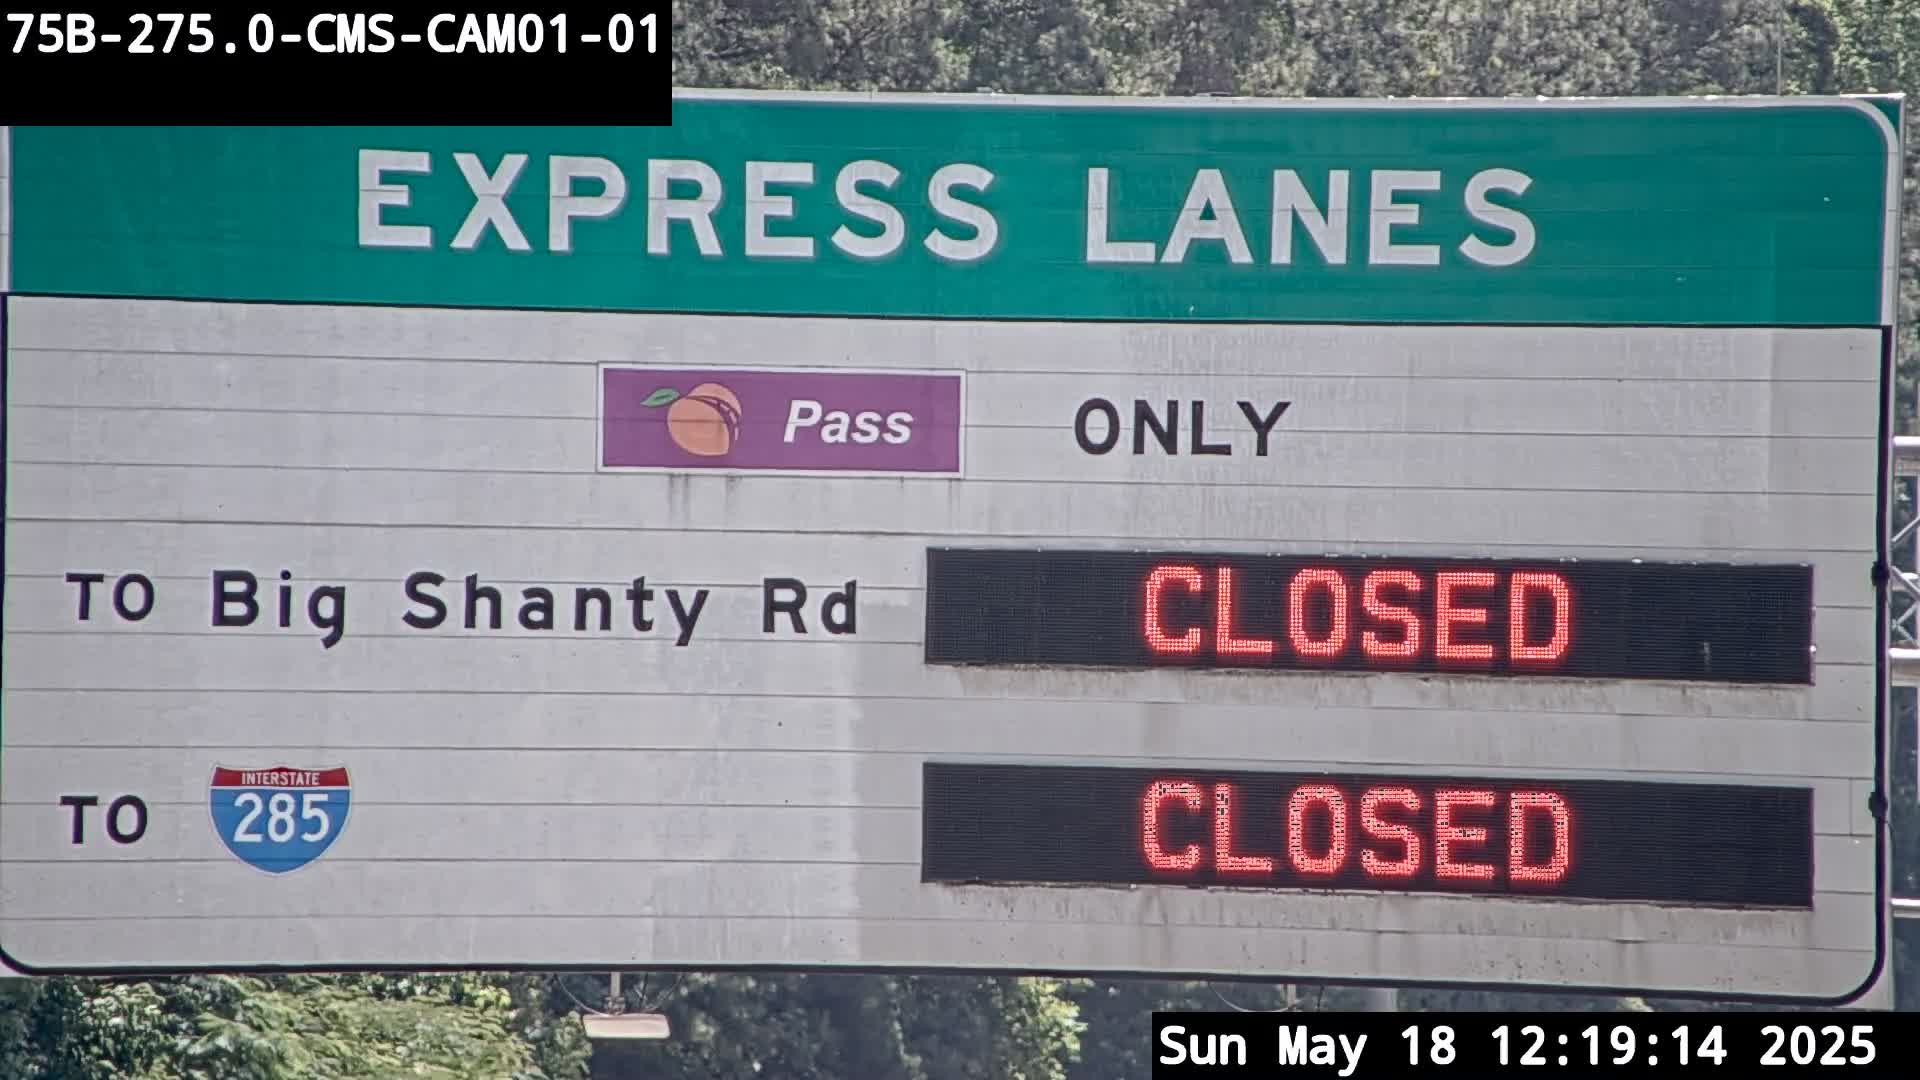 75B-275.0-CMS-CAM01-01
EXPRESS LANES
Pass ONLY
TO Big Shanty Rd CLOSED
TO INTERSTATE 285 CLOSED
Sun May 18 12:19:14 2025